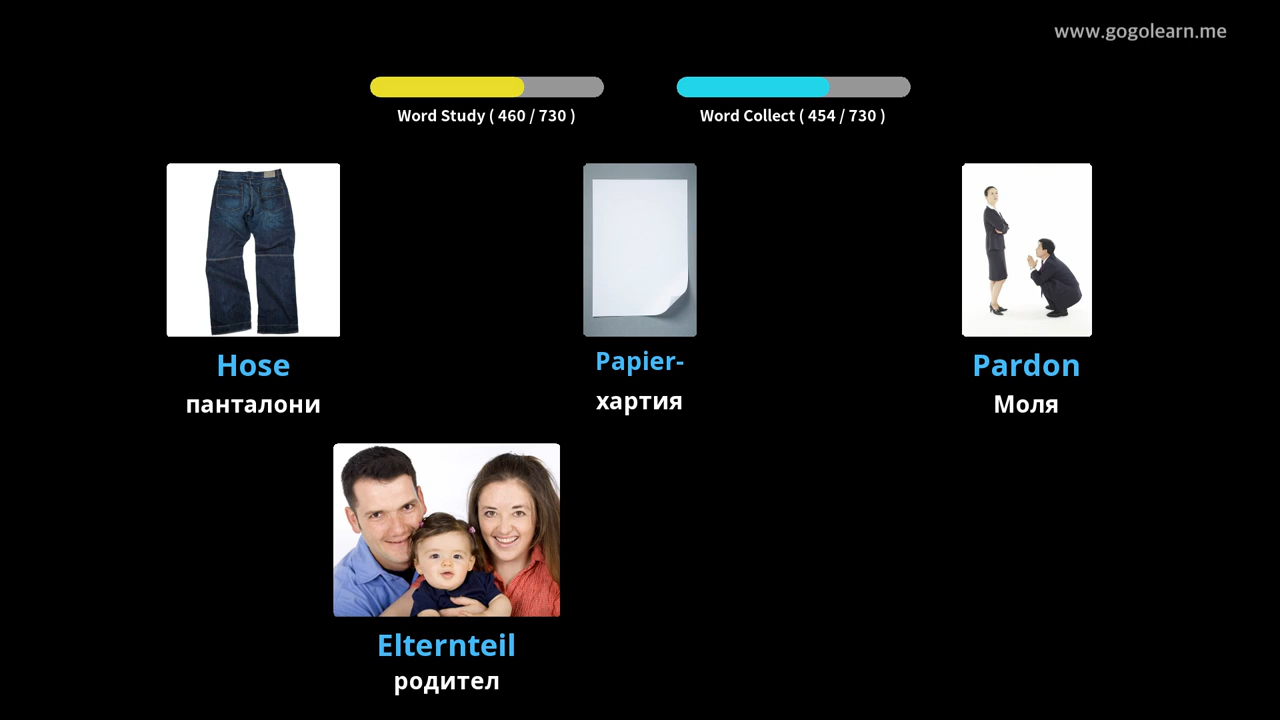 www.gogolearn.me
Word Study ( 460 / 730 )
Word Collect ( 454 / 730 )
Hose
панталони
Papier-
хартия
Pardon
Моля
Elternteil
родител